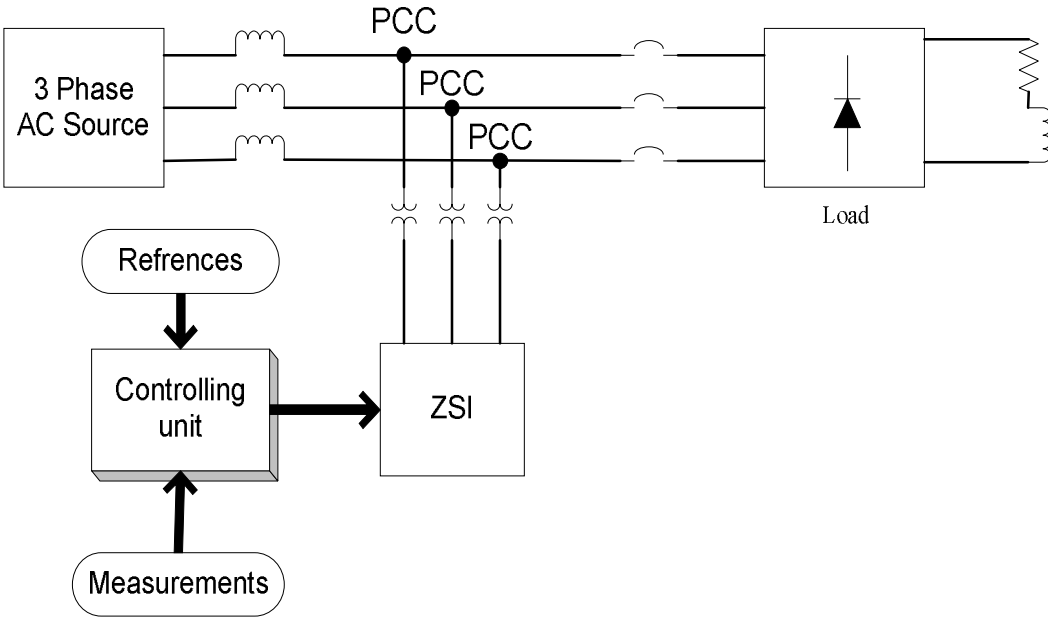 PCC
3 Phase
AC Source
PCC
PCC
Load
Refrences
Controlling
unit
ZSI
Measurements